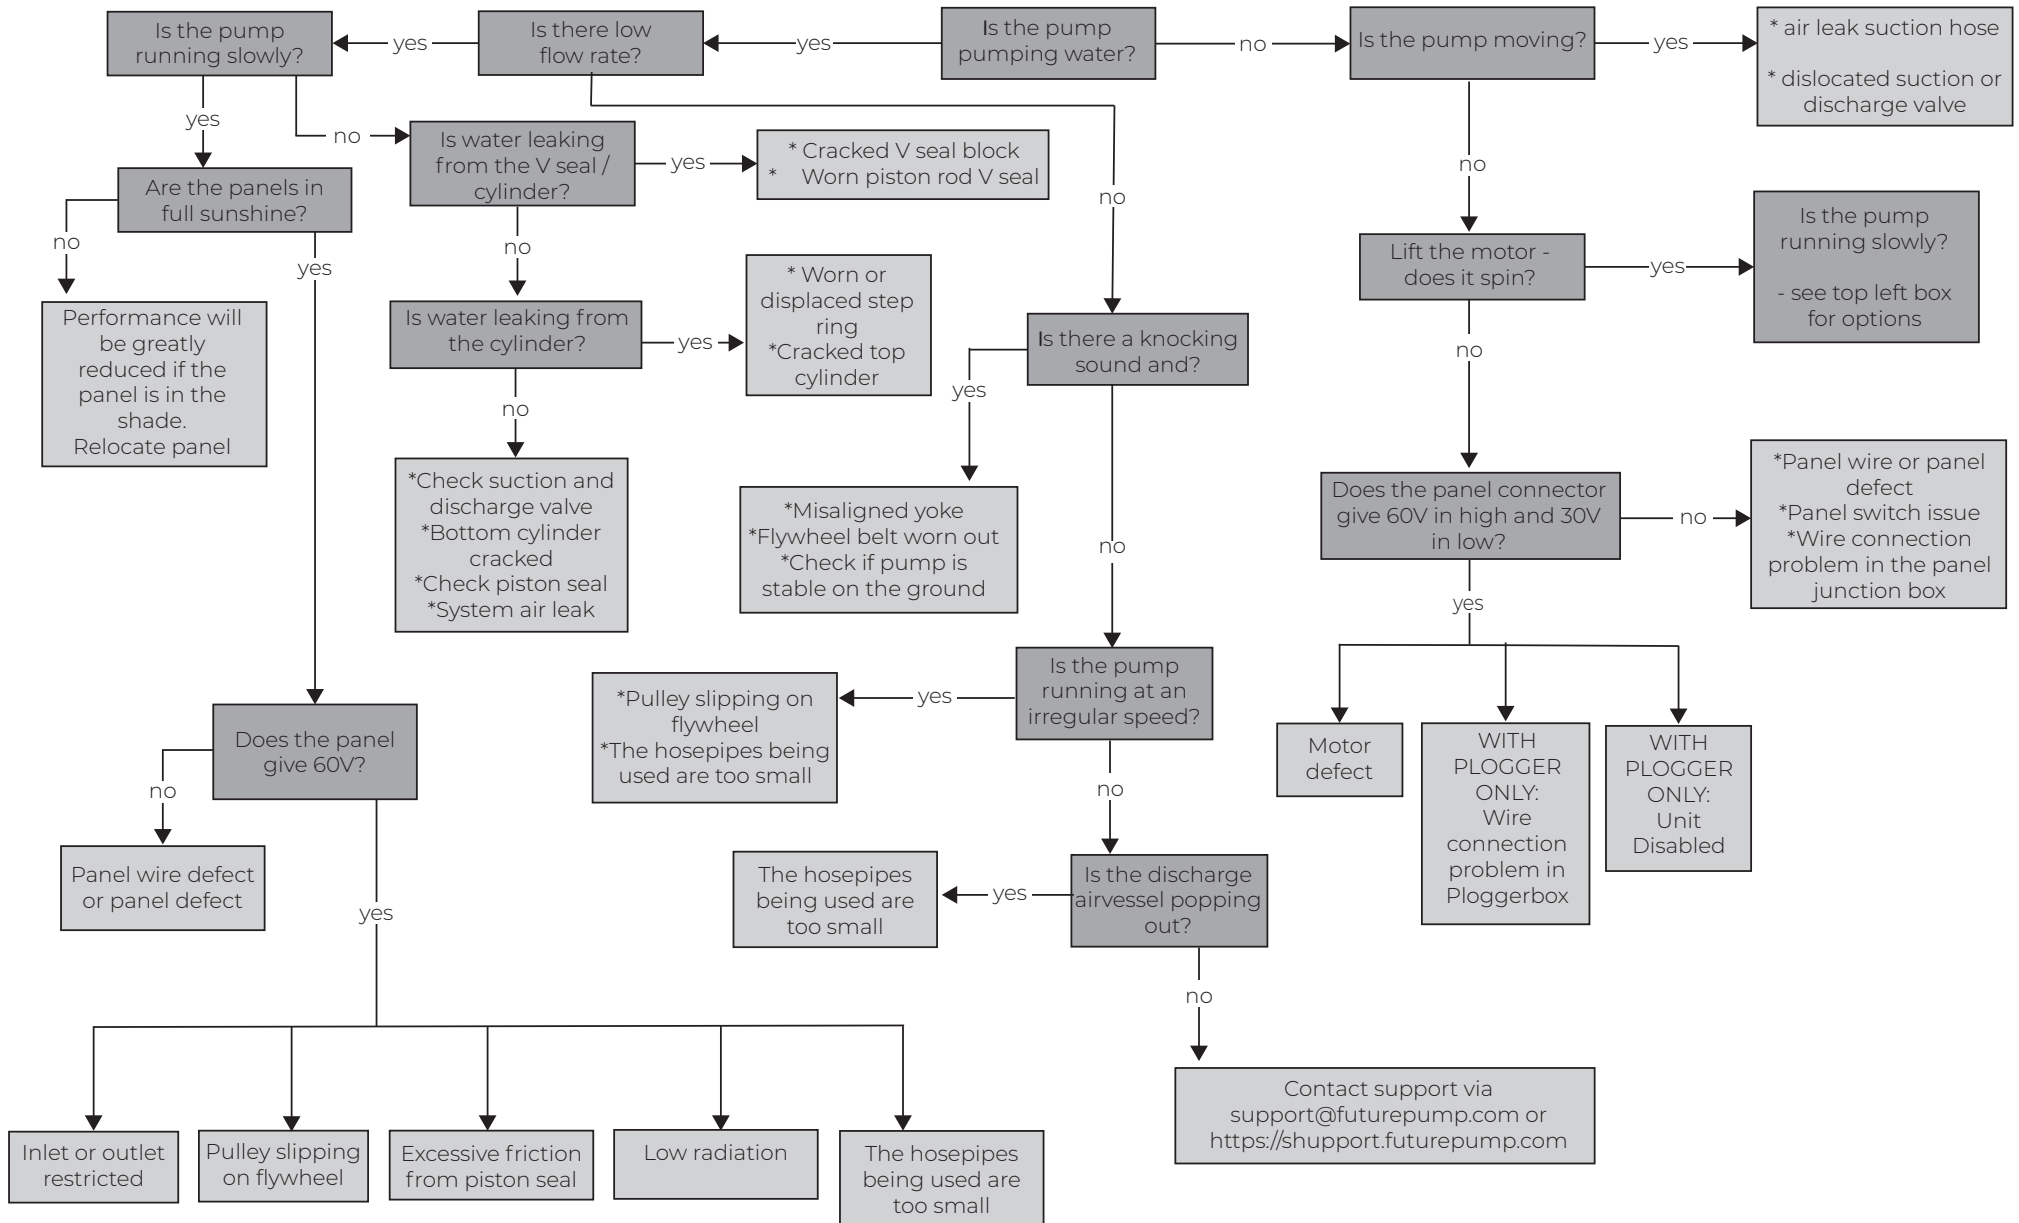 Is the pump
running slowly?
yes
Is there low
flow rate?
yes
Is the pump
pumping water?
no
Is the pump moving?
yes
* air leak suction hose
* dislocated suction or
discharge valve
yes
no
Is water leaking
from the V seal /
cylinder?
yes
* Cracked V seal block
* Worn piston rod V seal
no
no
Are the panels in
full sunshine?
no
yes
no
Lift the motor -
does it spin?
yes
Is the pump
running slowly?
- see top left box
for options
Performance will
be greatly
reduced if the
panel is in the
shade.
Relocate panel
Is water leaking from
the cylinder?
yes
* Worn or
displaced step
ring
*Cracked top
cylinder
Is there a knocking
sound and?
yes
no
no
no
*Check suction and
discharge valve
*Bottom cylinder
cracked
*Check piston seal
*System air leak
*Misaligned yoke
*Flywheel belt worn out
*Check if pump is
stable on the ground
Does the panel connector
give 60V in high and 30V
in low?
no
*Panel wire or panel
defect
*Panel switch issue
*Wire connection
problem in the panel
junction box
yes
*Pulley slipping on
flywheel
*The hosepipes being
used are too small
yes
Is the pump
running at an
irregular speed?
no
Motor
defect
WITH
PLOGGER
ONLY:
Wire
connection
problem in
Ploggerbox
WITH
PLOGGER
ONLY:
Unit
Disabled
Does the panel
give 60V?
no
Panel wire defect
or panel defect
yes
The hosepipes
being used are
too small
yes
Is the discharge
airvessel popping
out?
no
Contact support via
support@futurepump.com or
https://shupport.futurepump.com
Inlet or outlet
restricted
Pulley slipping
on flywheel
Excessive friction
from piston seal
Low radiation
The hosepipes
being used are
too small